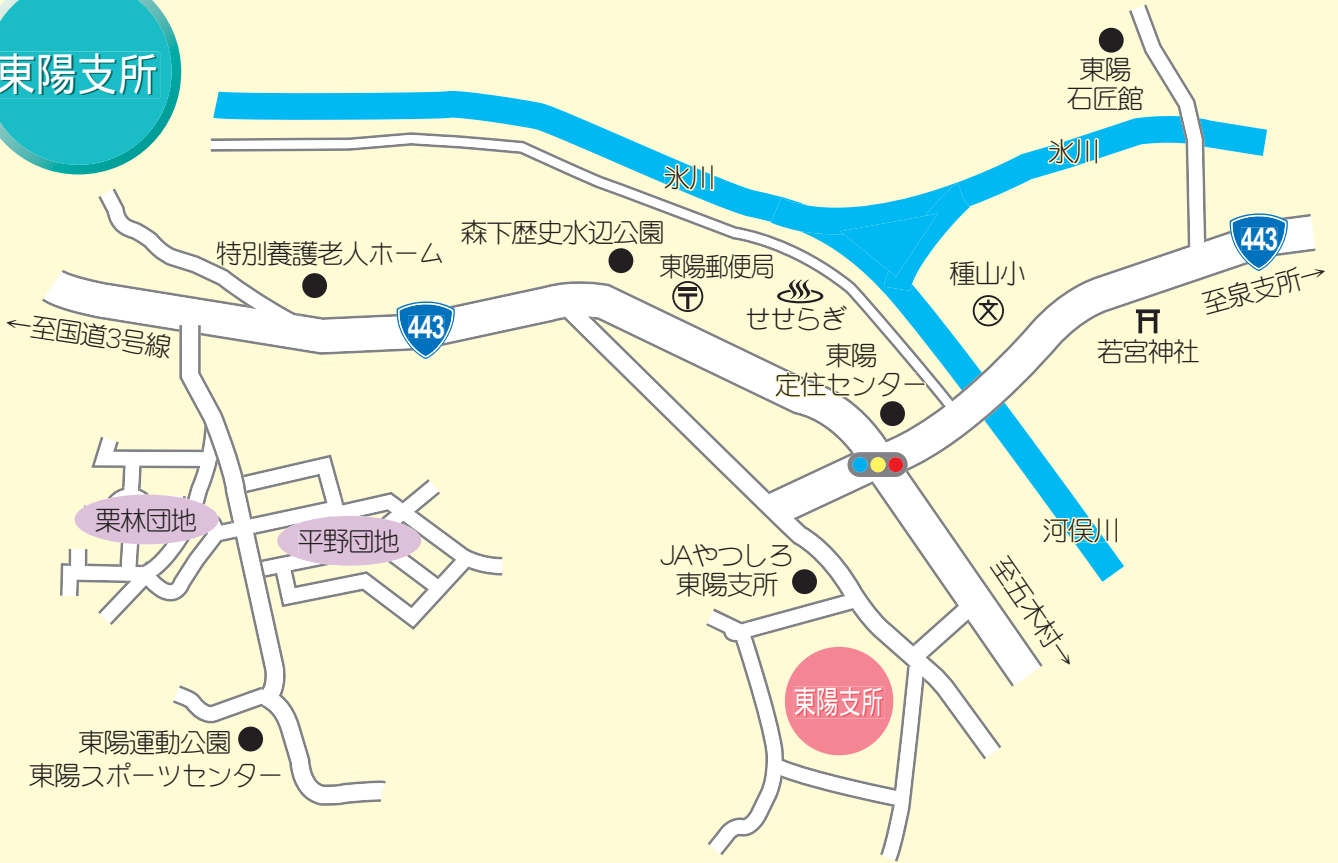 東陽支所
東陽
石匠館
氷川
氷川
443
森下歴史水辺公園
特別養護老人ホーム
東陽郵便局
〒
せせらぎ
種山小
文
至泉支所→
443
←至国道3号線
若宮神社
東陽
定住センター
栗林団地
平野団地
河俣川
JAやつしろ
東陽支所
至五木村→
東陽支所
東陽運動公園
東陽スポーツセンター